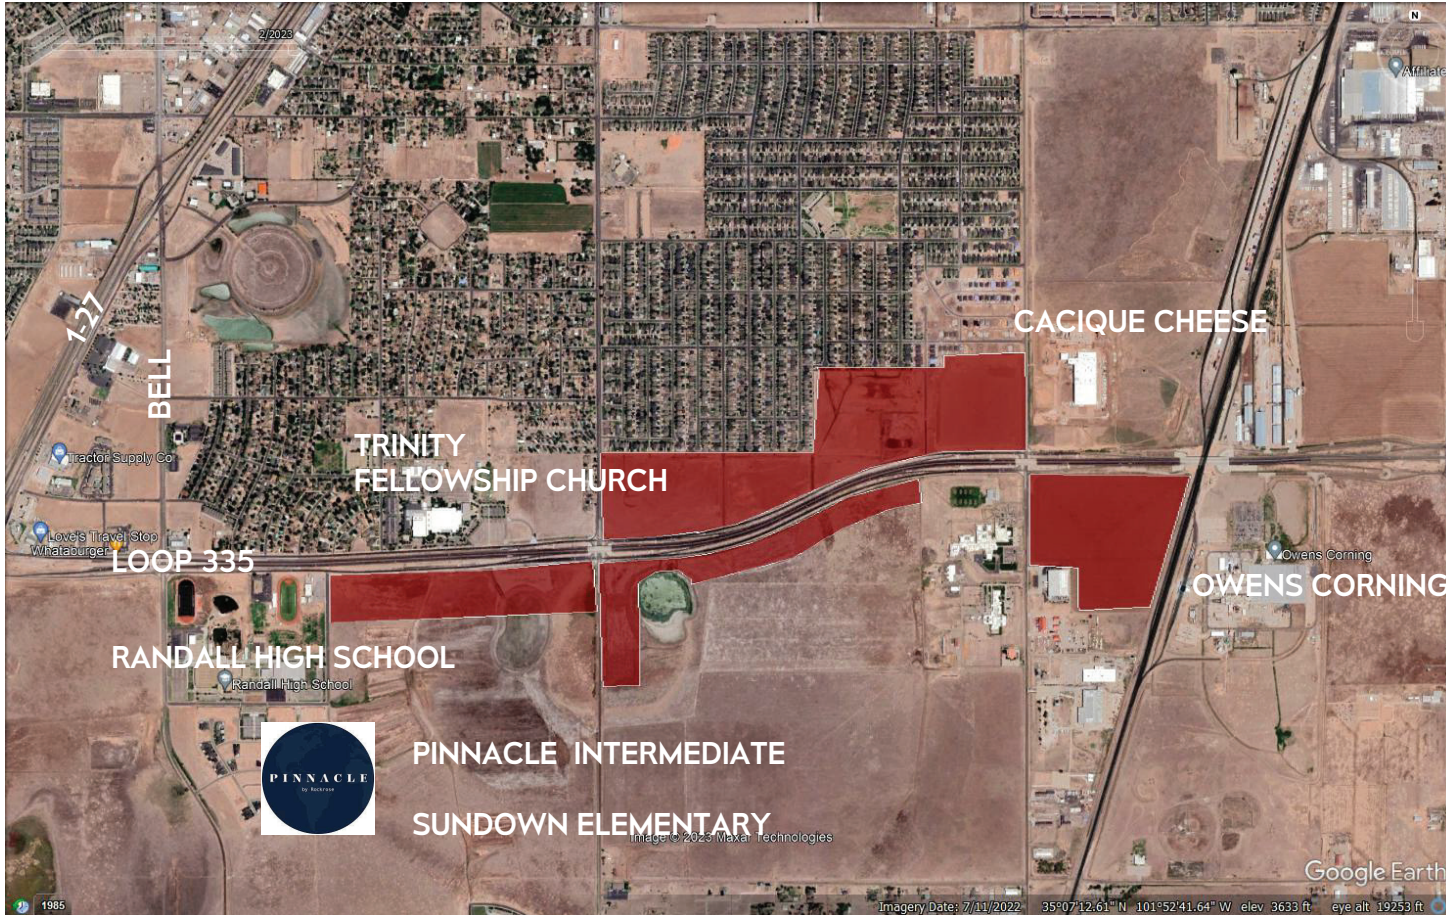 N
2/2023
Affiliate
1-27
CACIQUE CHEESE
BELL
TRINITY
FELLOWSHIP CHURCH
Tractor Supply Co
Love's Travel Stop
Whataburger
LOOP 335
Owens Corning
OWENS CORNING
RANDALL HIGH SCHOOL
Randall High School
PINNACLE
by Rockrose
PINNACLE INTERMEDIATE
SUNDOWN ELEMENTARY
Image © 2023 Maxar Technologies
Google Earth
1985
Imagery Date: 7/11/2022 35°07'12.61" N 101°52'41.64" W elev 3633 ft eye alt 19253 ft